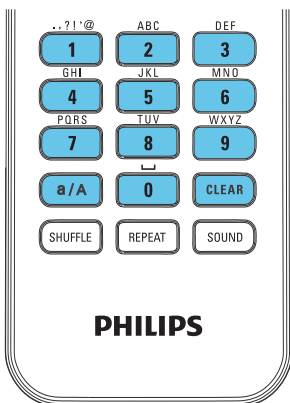 .,?!'@ ABC DEF
1 2 3
GHI JKL MNO
4 5 6
PQRS TUV WXYZ
7 8 9
a/A 0 CLEAR
SHUFFLE REPEAT SOUND
PHILIPS